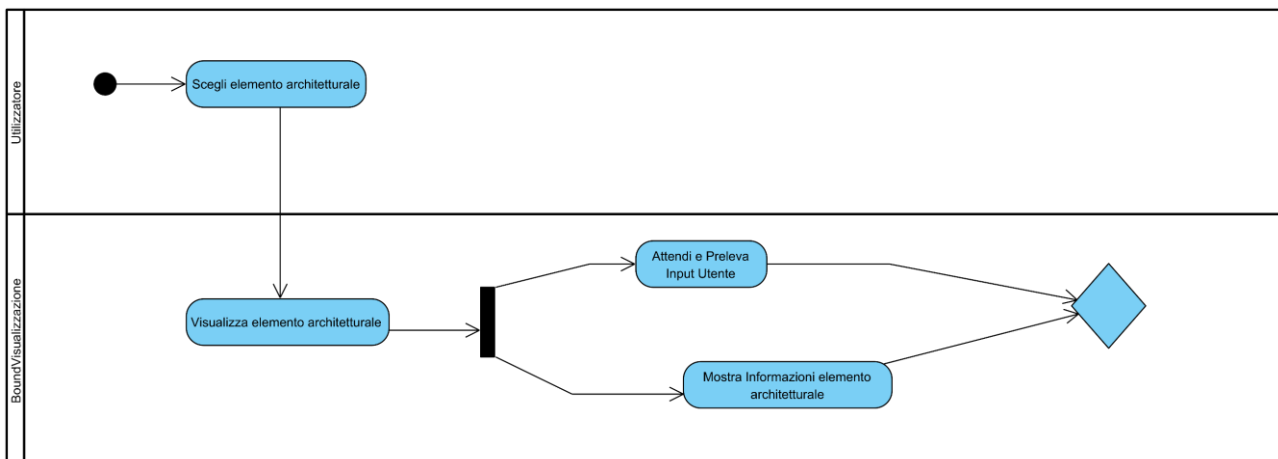 Utilizzatore
Scegli elemento architetturale
BoundVisualizzazione
Attendi e Preleva
Input Utente
Visualizza elemento architetturale
Mostra Informazioni elemento
architetturale